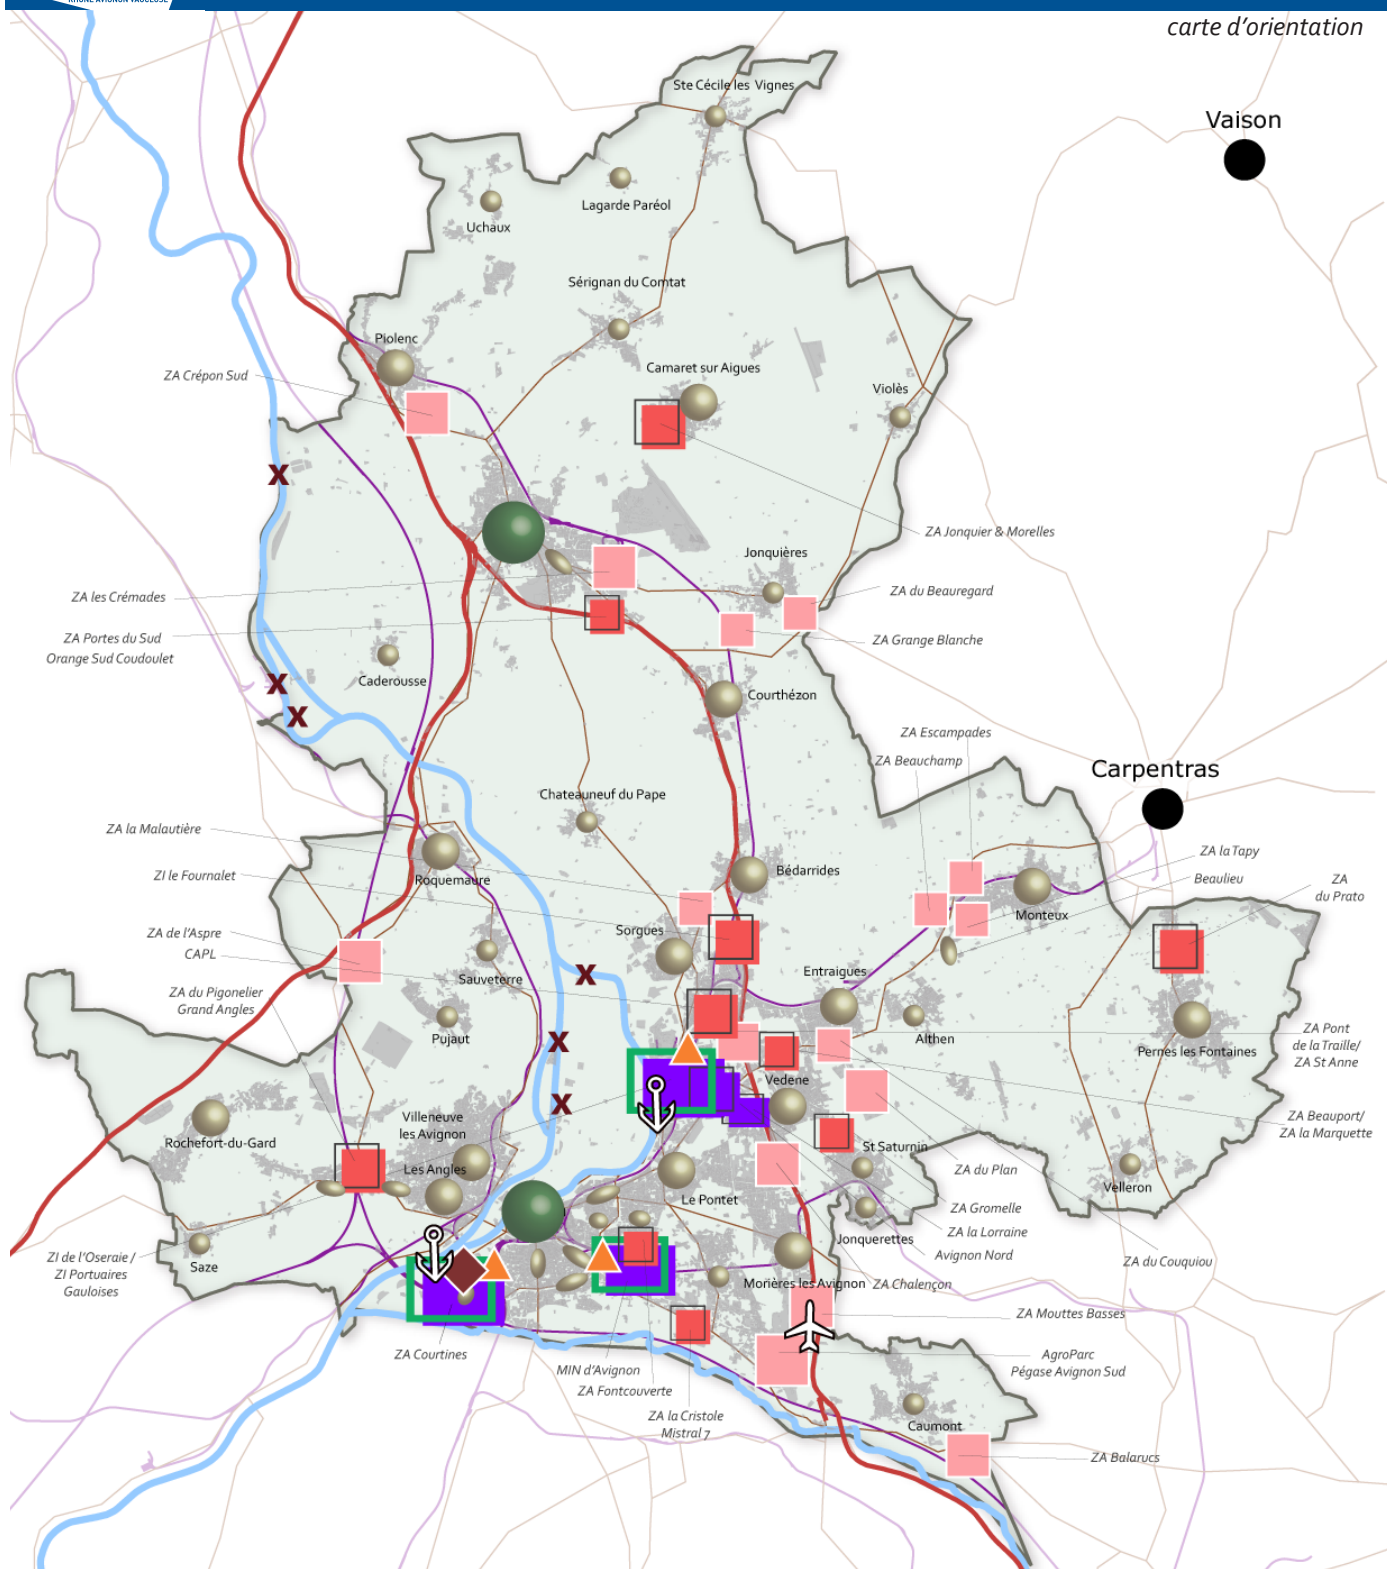 RHÔNE AVIGNON VAUCLUSE
carte d'orientation
Ste Cécile les Vignes
Vaison
Lagarde Paréol
Uchaux
Sérignan du Comtat
Piolenc
Camaret sur Aigues
ZA Crépon Sud
Violès
X
ZA Jonquier & Morelles
Jonquières
ZA du Beauregard
ZA les Crémades
ZA Portes du Sud
Orange Sud Coudoulet
ZA Grange Blanche
Caderousse
X
Courthézon
X
ZA Escampades
ZA Beauchamp
Carpentras
Chateauneuf du Pape
ZA la Malautière
ZA la Tapy
Beaulieu
ZA
du Prato
ZI le Fournalet
Roquemaure
Bédarrides
Monteux
ZA de l'Aspre
CAPL
Sorgues
Sauveterre
X
Entraigues
ZA du Pigonelier
Grand Angles
Pujaut
Althen
X
Pernes les Fontaines
ZA Pont
de la Traille/
ZA St Anne
Vedène
X
Villeneuve
les Avignon
ZA Beauport/
ZA la Marquette
Rochefort-du-Gard
Les Angles
St Saturnin
ZA du Plan
Le Pontet
Velleron
ZA Gromelle
ZA la Lorraine
Avignon Nord
Jonquerettes
ZI de l'Oseraie /
ZI Portuaires
Gauloises
Saze
ZA du Couquiou
Morières les Avignon
ZA Chalençon
ZA Mouttes Basses
ZA Courtines
MIN d'Avignon
ZA Fontcouverte
AgroParc
Pégase Avignon Sud
ZA la Cristole
Mistral 7
Caumont
ZA Balarucs